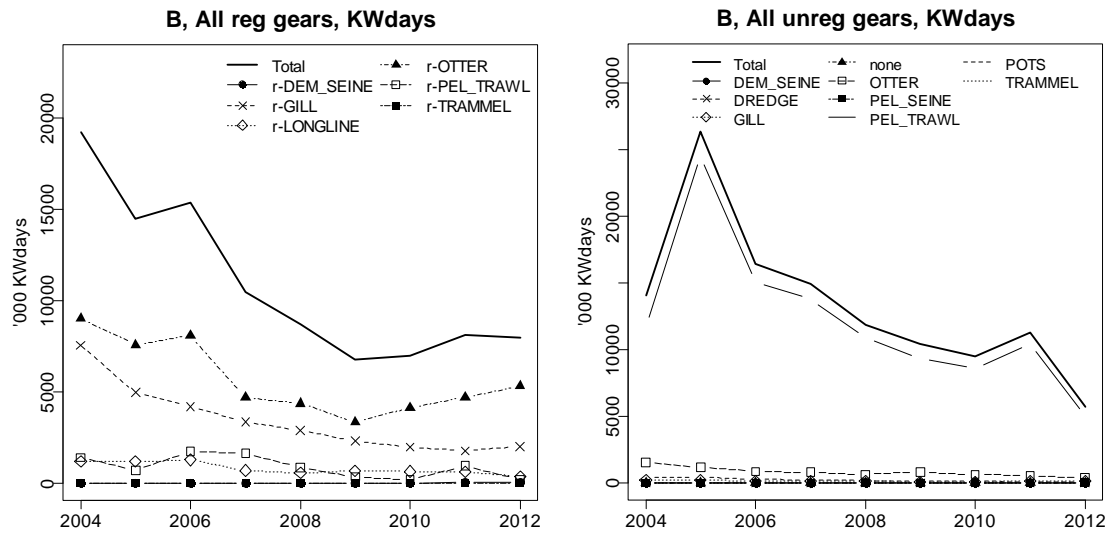 B, All reg gears, KWdays
Total
r-DEM_SEINE
r-GILL
r-LONGLINE
r-OTTER
r-PEL_TRAWL
r-TRAMMEL
'000 KWdays
20000
15000
10000
5000
0
2004 2006 2008 2010 2012
B, All unreg gears, KWdays
Total
DEM_SEINE
DREDGE
GILL
none
OTTER
PEL_SEINE
PEL_TRAWL
POTS
TRAMMEL
'000 KWdays
30000
20000
10000
5000
0
2004 2006 2008 2010 2012